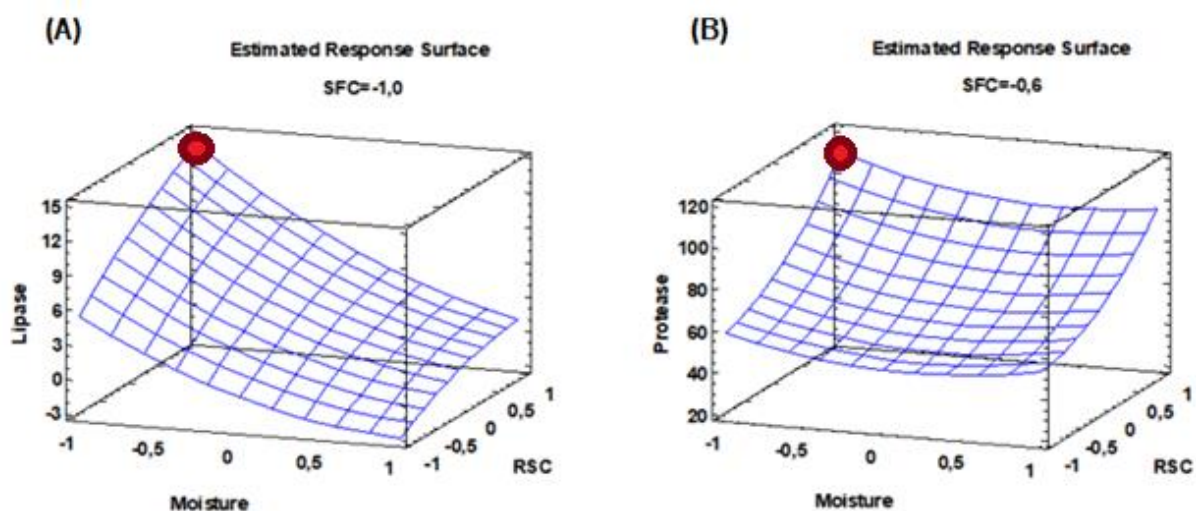 (A)
Estimated Response Surface
SFC=-1,0
15
12
9
6
3
0
-3
Lipase
-1
-0,5
0
0,5
1
Moisture
-1
-0,5
0
0,5
1
RSC
(B)
Estimated Response Surface
SFC=-0,6
120
100
80
60
40
20
Protease
-1
-0,5
0
0,5
1
Moisture
-1
-0,5
0
0,5
1
RSC